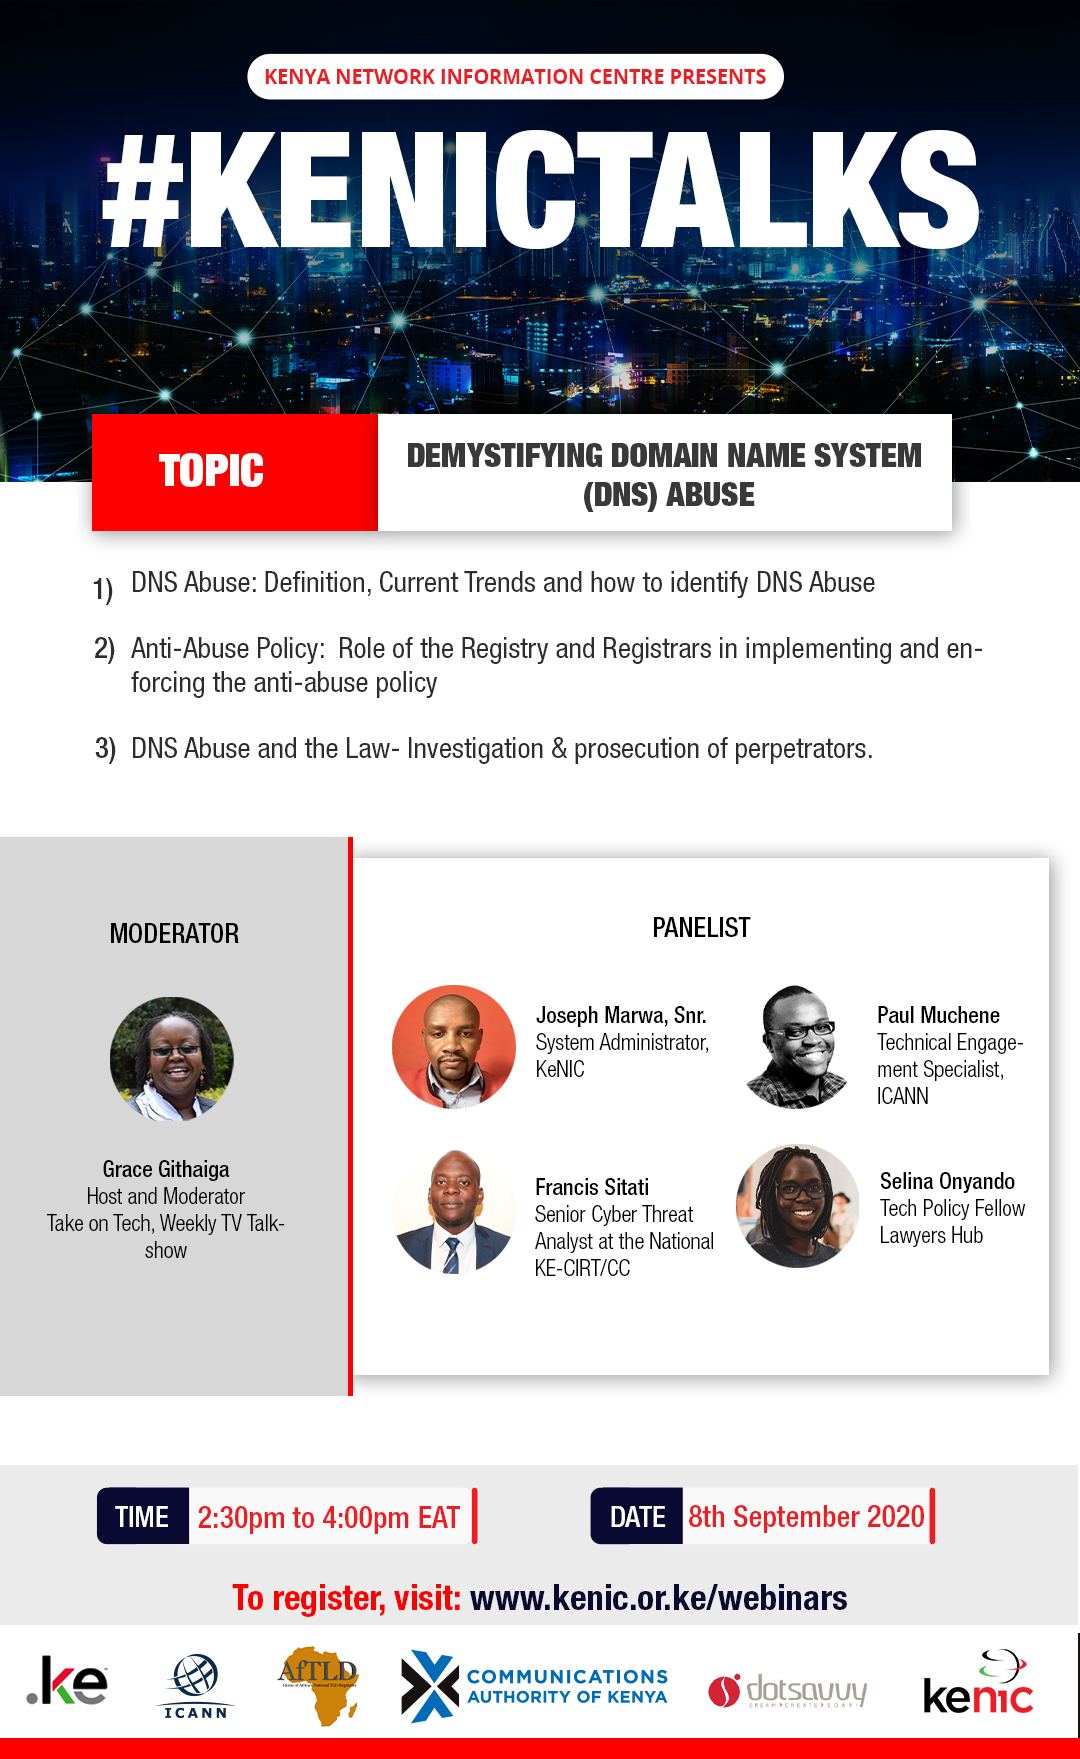 KENYA NETWORK INFORMATION CENTRE PRESENTS
#KENICTALKS
TOPIC
DEMYSTIFYING DOMAIN NAME SYSTEM
(DNS) ABUSE
1) DNS Abuse: Definition, Current Trends and how to identify DNS Abuse
2) Anti-Abuse Policy: Role of the Registry and Registrars in implementing and en-
forcing the anti-abuse policy
3) DNS Abuse and the Law- Investigation & prosecution of perpetrators.
MODERATOR
Grace Githaiga
Host and Moderator
Take on Tech, Weekly TV Talk-
show
PANELIST
Joseph Marwa, Snr.
System Administrator,
KeNIC
Paul Muchene
Technical Engage-
ment Specialist,
ICANN
Francis Sitati
Senior Cyber Threat
Analyst at the National
KE-CIRT/CC
Selina Onyando
Tech Policy Fellow
Lawyers Hub
TIME 2:30pm to 4:00pm EAT
DATE 8th September 2020
To register, visit: www.kenic.or.ke/webinars
.ke
ICANN
AfTLD
COMMUNICATIONS
AUTHORITY OF KENYA
dotsavvy
DREAM CREATE SOAR
kenic